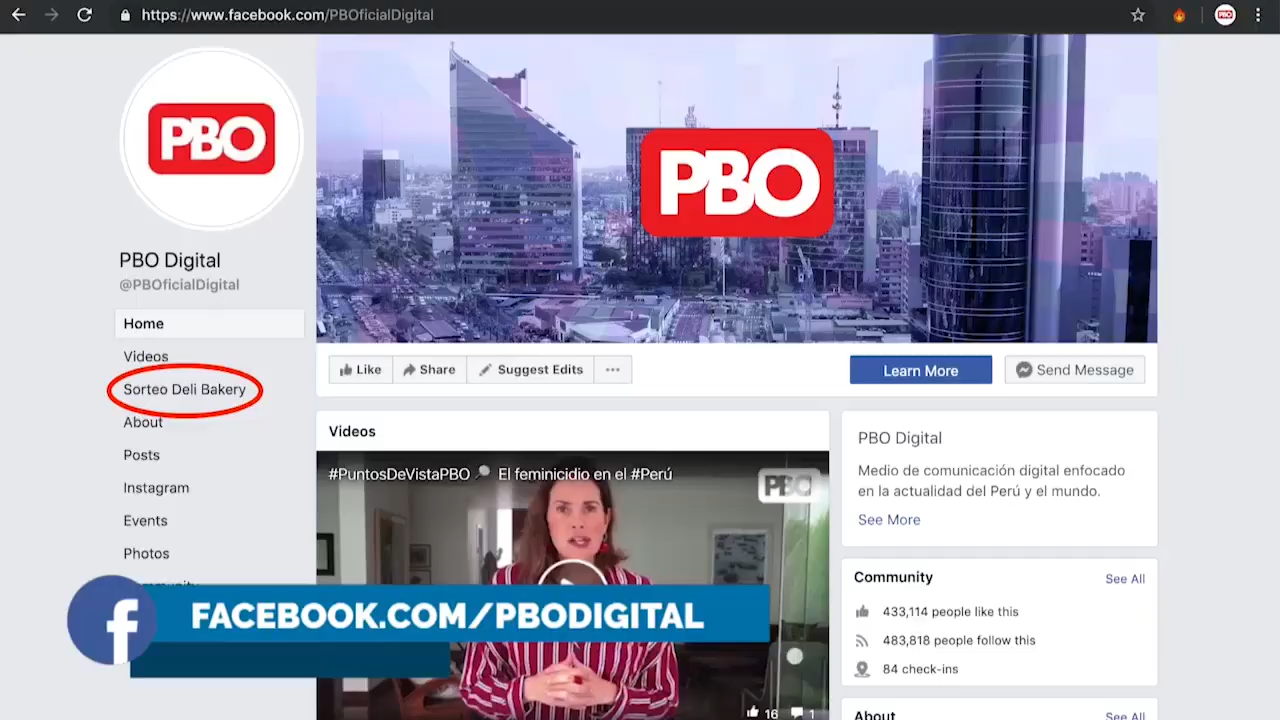 https://www.facebook.com/PBOficialDigital
PBO
PBO
PBO
PBO Digital
@PBOficialDigital
Home
Videos
Sorteo Deli Bakery
About
Posts
Instagram
Events
Photos
Community
Like
Share
Suggest Edits
Learn More
Send Message
Videos
#PuntosDeVistaPBO 🔎 El feminicidio en el #Perú
PBO
16
1
PBO Digital
Medio de comunicación digital enfocado
en la actualidad del Perú y el mundo.
See More
Community
See All
433,114 people like this
483,818 people follow this
84 check-ins
About
See All
f
FACEBOOK.COM/PBODIGITAL